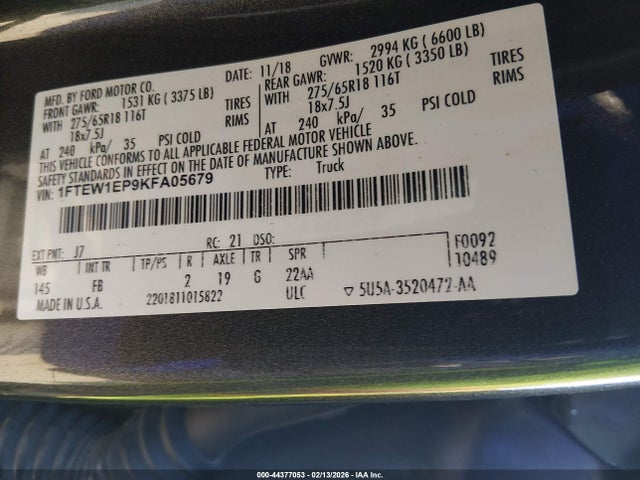 MFD. BY FORD MOTOR CO.
DATE: 11/18 GVWR: 2994 KG ( 6600 LB)
FRONT GAWR: 1531 KG ( 3375 LB) REAR GAWR: 1520 KG ( 3350 LB)
WITH 275/65R18 116T TIRES WITH 275/65R18 116T TIRES
18x7.5J RIMS 18x7.5J RIMS
AT 240 kPa/ 35 PSI COLD AT 240 kPa/ 35 PSI COLD
THIS VEHICLE CONFORMS TO ALL APPLICABLE FEDERAL MOTOR VEHICLE
SAFETY STANDARDS IN EFFECT ON THE DATE OF MANUFACTURE SHOWN ABOVE.
VIN: 1FTEW1EP9KFA05679 TYPE: Truck
EXT PNT: J7 RC: 21 DSO: F0092
WB INT TR TP/PS R AXLE TR SPR 10489
145 FB 2 19 G 22AA
MADE IN U.S.A. 2201811015822 ULC ▽ 5U5A-3520472-AA
000-44377053 - 02/13/2026 - IAA Inc.